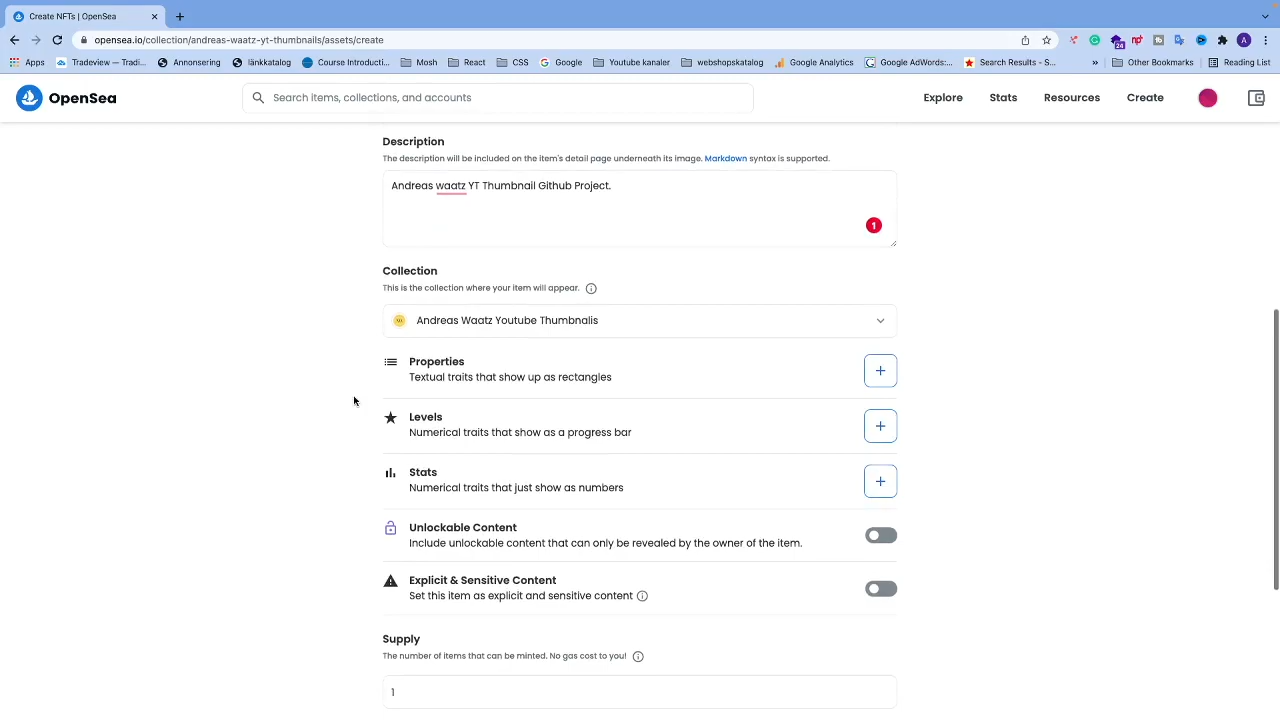 Create NFTs | OpenSea
opensea.io/collection/andreas-waatz-yt-thumbnails/assets/create
24
A
Apps
Tradeview — Tradi...
Annonsering
länkkatalog
Course Introducti...
Mosh
React
CSS
Google
Youtube kanaler
webshopskatalog
Google Analytics
Google AdWords:...
Search Results - S...
»
Other Bookmarks
Reading List
OpenSea
Search items, collections, and accounts
Explore
Stats
Resources
Create
Description
The description will be included on the item's detail page underneath its image. Markdown syntax is supported.
Andreas waatz YT Thumbnail Github Project.
1
Collection
This is the collection where your item will appear.
Andreas Waatz Youtube Thumbnalis
Properties
Textual traits that show up as rectangles
Levels
Numerical traits that show as a progress bar
Stats
Numerical traits that just show as numbers
Unlockable Content
Include unlockable content that can only be revealed by the owner of the item.
Explicit & Sensitive Content
Set this item as explicit and sensitive content
Supply
The number of items that can be minted. No gas cost to you!
1